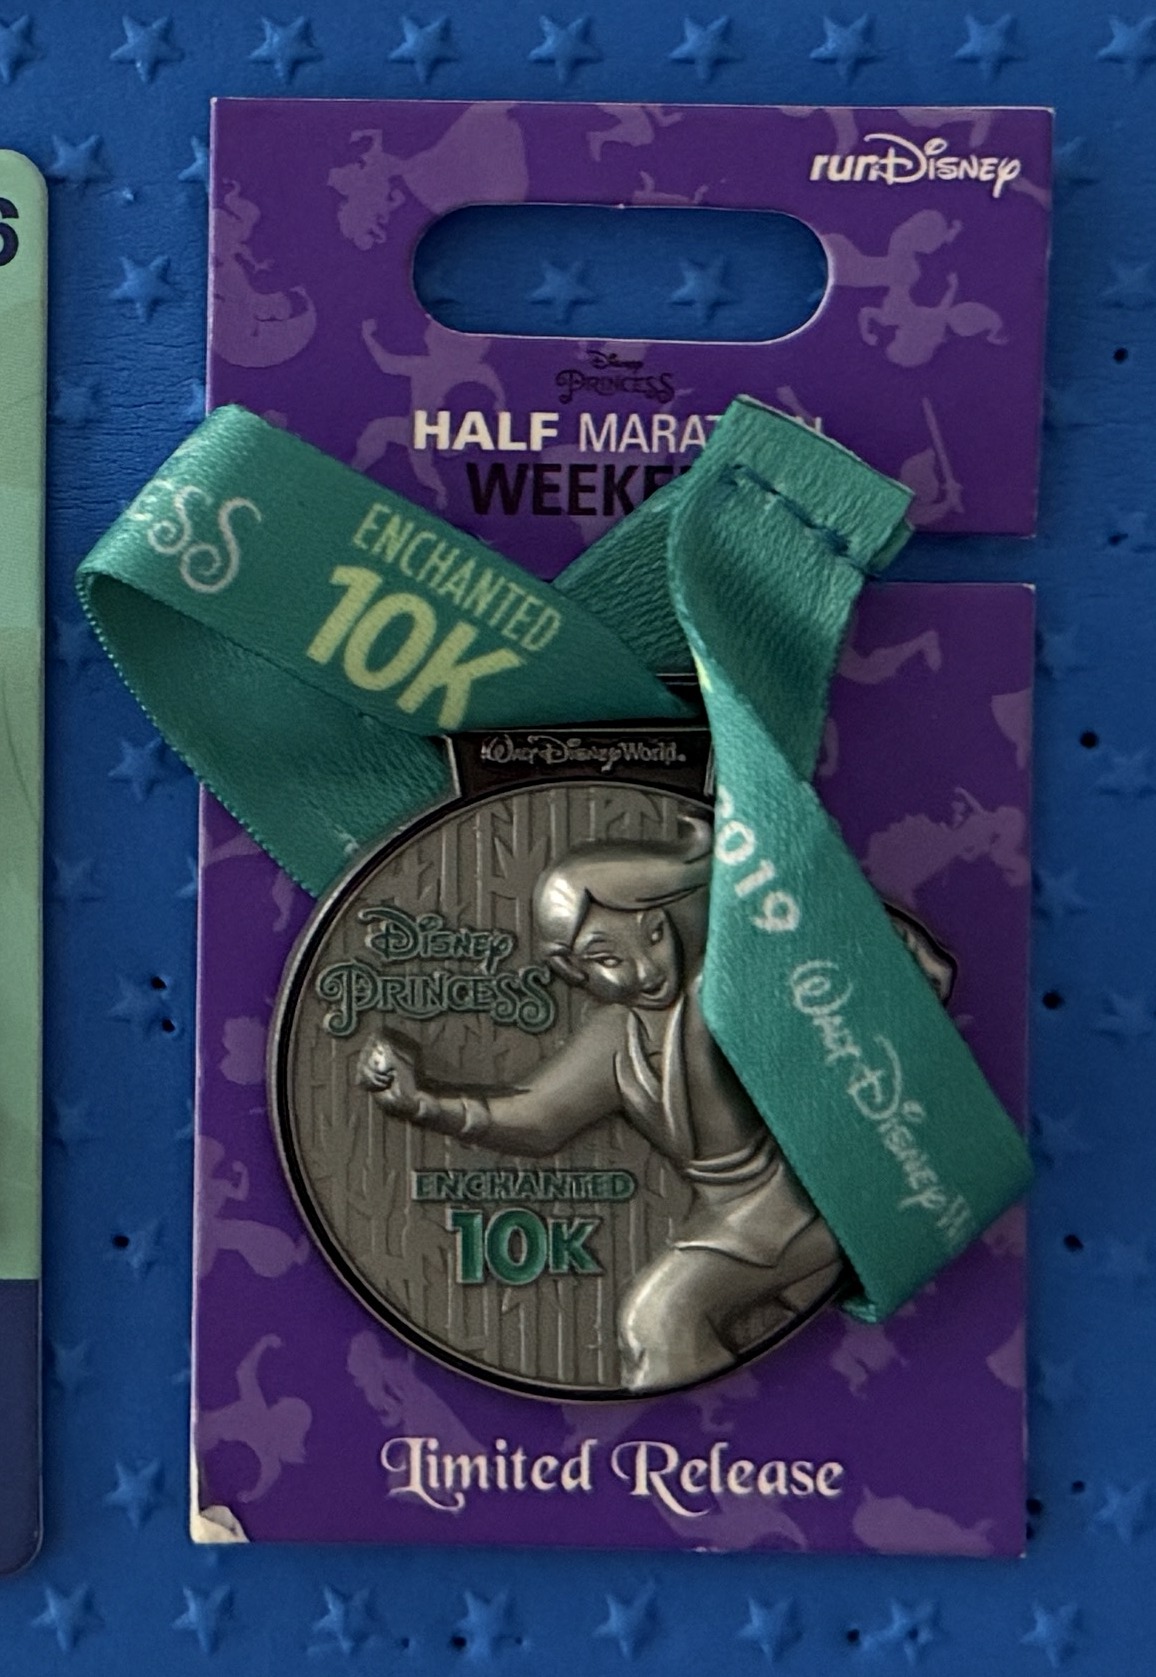 6
runDisney
Disney
PRINCESS
HALF MARAT
WEEKE
ENCHANTED
10K
Walt Disney World
2019 Walt Disney W
Disney
PRINCESS
ENCHANTED
10K
Limited Release